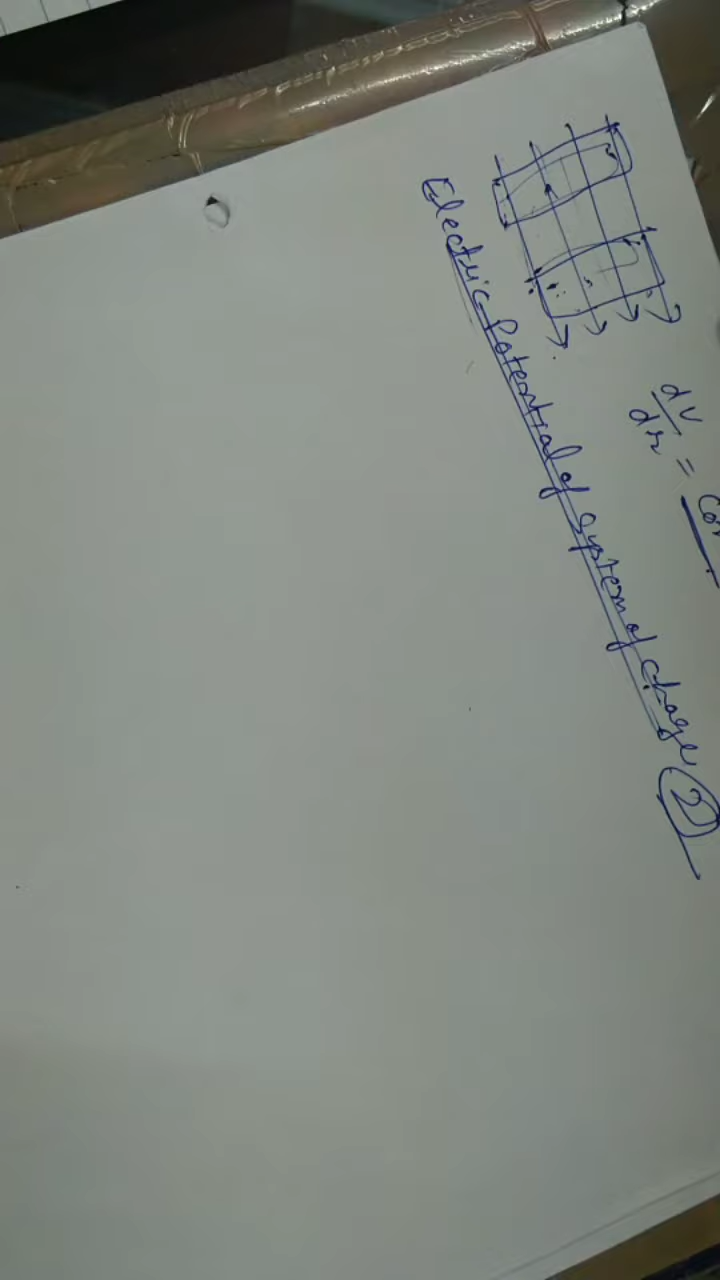 dV/dr =
Electric Potential of system of charge (2)